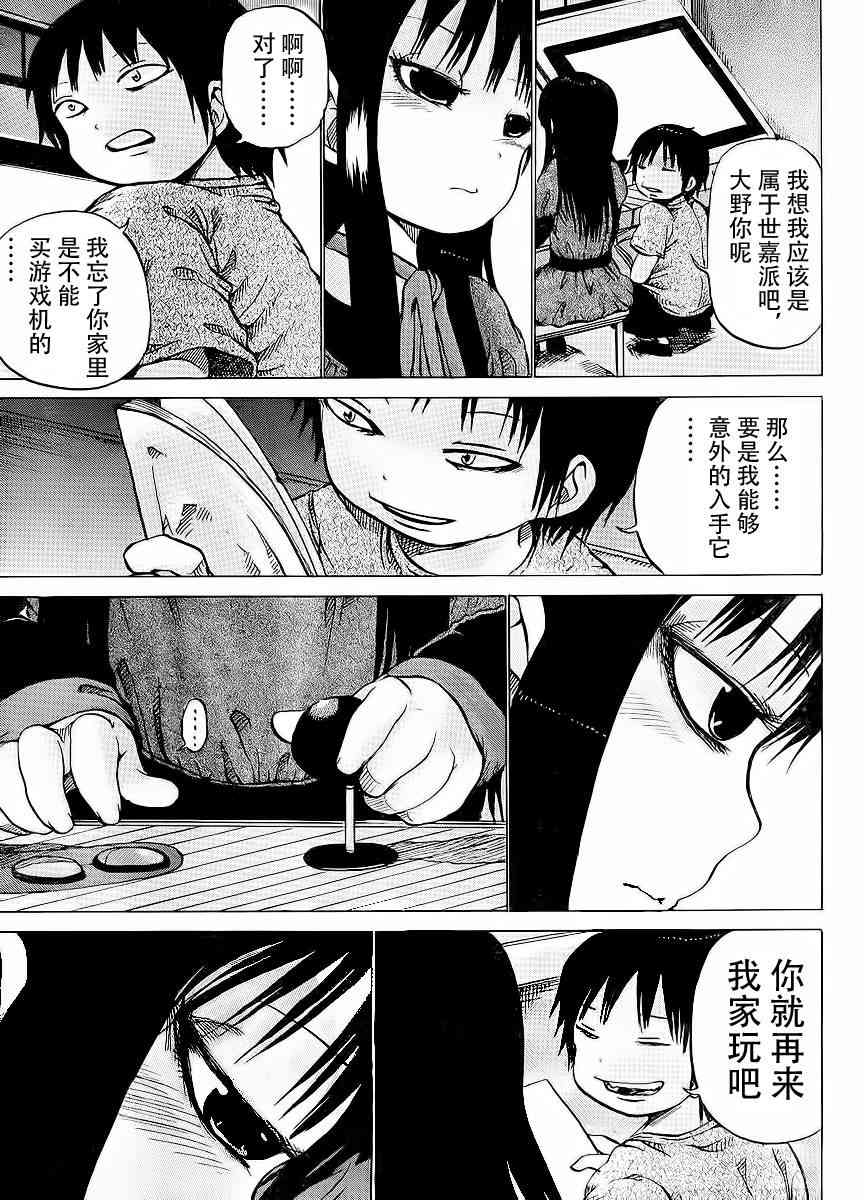 我想我应该是
属于世嘉派吧，
大野你呢
啊啊……
对了……
我忘了你家里
是不能
买游戏机的
……
那么……
要是我能够
意外的入手它
……
……
你就再来
我家玩吧